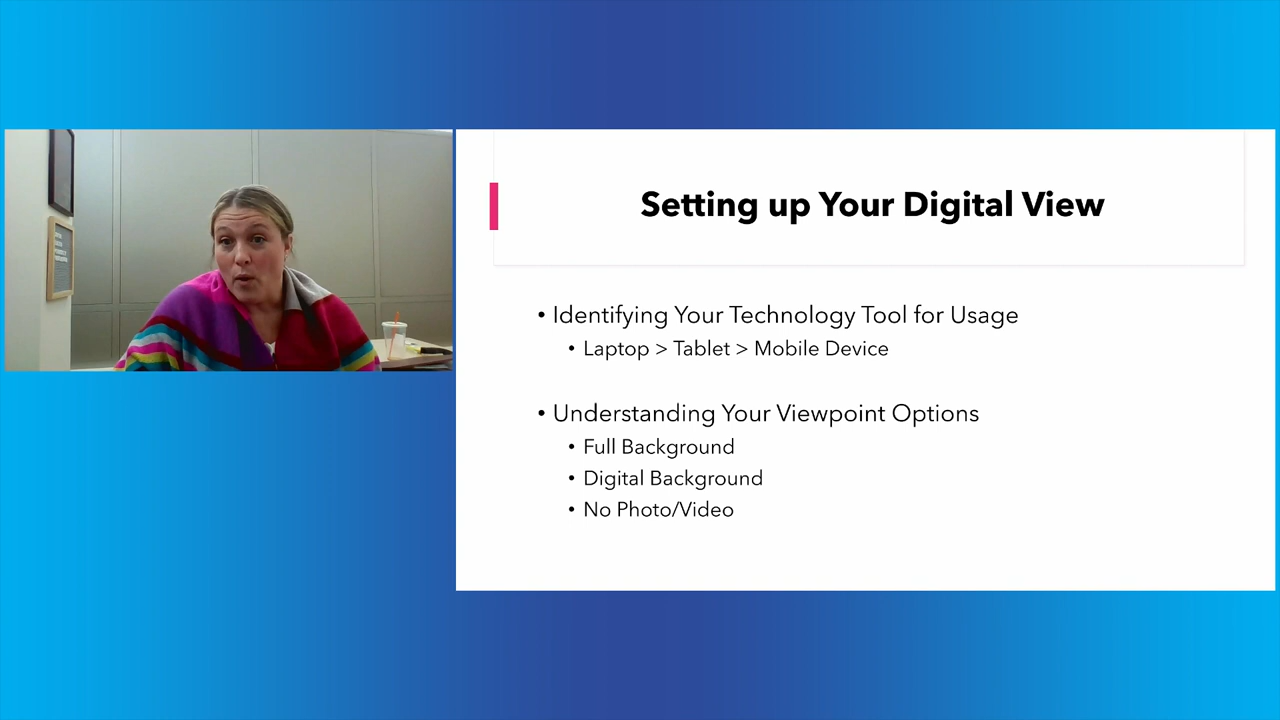 Setting up Your Digital View
• Identifying Your Technology Tool for Usage
• Laptop > Tablet > Mobile Device
• Understanding Your Viewpoint Options
• Full Background
• Digital Background
• No Photo/Video